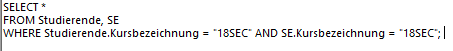 SELECT *
FROM Studierende, SE
WHERE Studierende.Kursbezeichnung = "18SEC" AND SE.Kursbezeichnung = "18SEC";